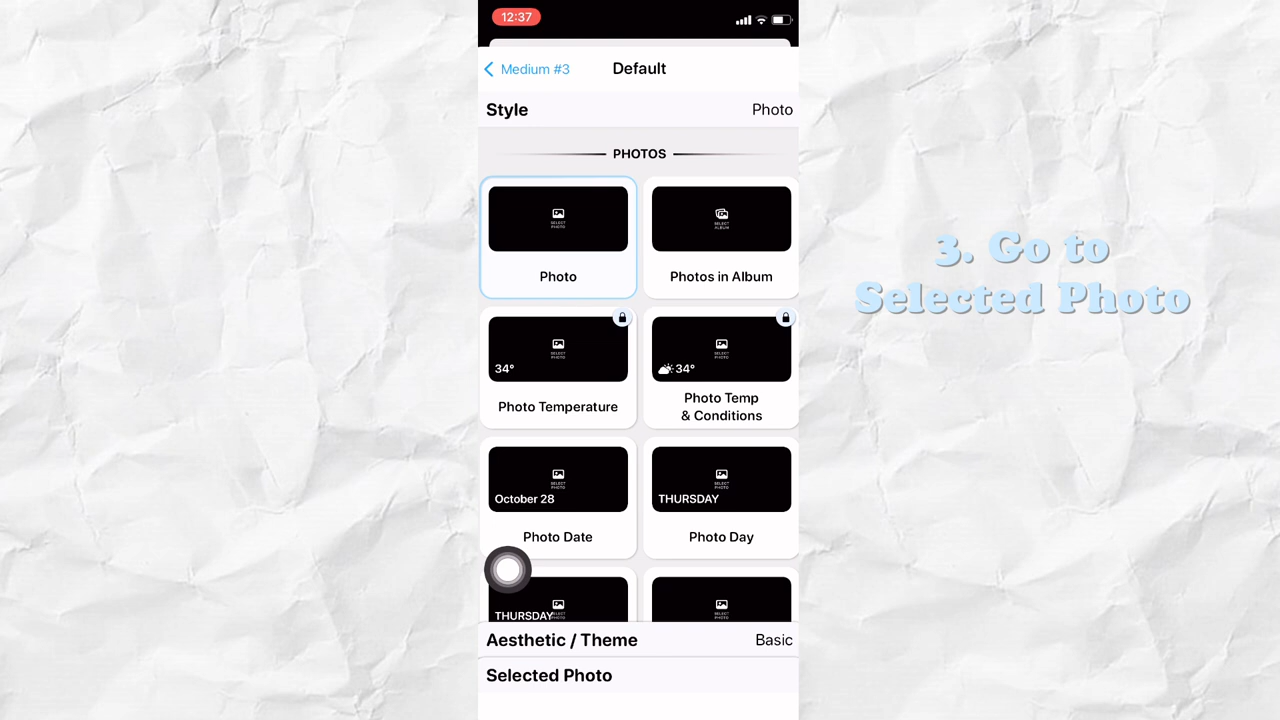 12:37
Medium #3
Default
Style
Photo
PHOTOS
SELECT
PHOTO
SELECT
ALBUM
Photo
Photos in Album
SELECT
PHOTO
34°
SELECT
PHOTO
34°
Photo Temperature
Photo Temp
& Conditions
SELECT
PHOTO
October 28
SELECT
PHOTO
THURSDAY
Photo Date
Photo Day
THURSDAY
SELECT
PHOTO
Aesthetic / Theme
Basic
Selected Photo
3. Go to
Selected Photo